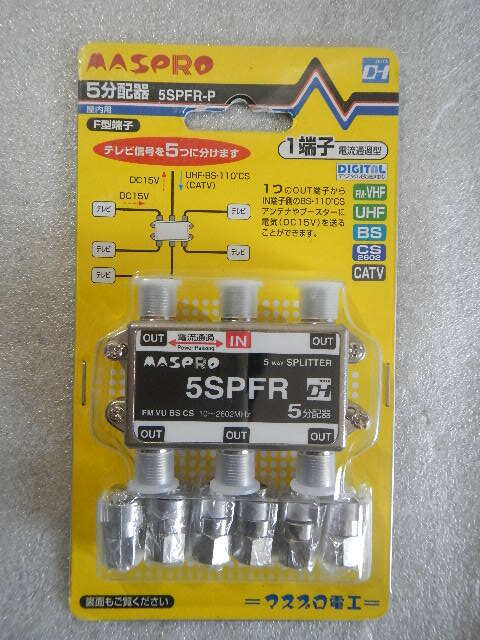 MASPRO
JEITA
DH
5分配器 5SPFR-P
屋内用
F型端子
1端子 電流通過型
テレビ信号を5つに分けます
DC15V
UHF・BS・110°CS
(CATV)
DC15V
テレビ
テレビ
テレビ
テレビ
テレビ
1つのOUT端子から
IN端子側のBS・110°CS
アンテナやブースターに
電気(DC15V)を送る
ことができます。
DIGITAL
FM・VHF
UHF
BS
CS
2602
CATV
OUT
電流通過
Power Passing
IN
OUT
MASPRO
5 WAY SPLITTER
5SPFR
DH
FM VU BS CS 10〜2602MHz
5分配器
OUT
OUT
OUT
裏面もご覧ください
マスプロ電工